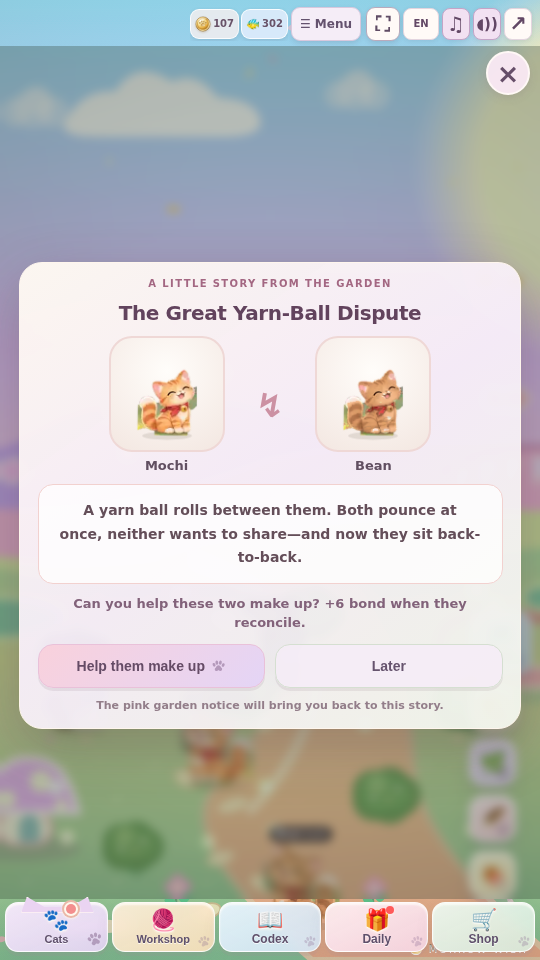 107
302
☰ Menu
EN
A LITTLE STORY FROM THE GARDEN
The Great Yarn-Ball Dispute
Mochi
Bean
A yarn ball rolls between them. Both pounce at
once, neither wants to share—and now they sit back-
to-back.
Can you help these two make up? +6 bond when they
reconcile.
Help them make up
Later
The pink garden notice will bring you back to this story.
Cats
Workshop
Codex
Daily
Shop